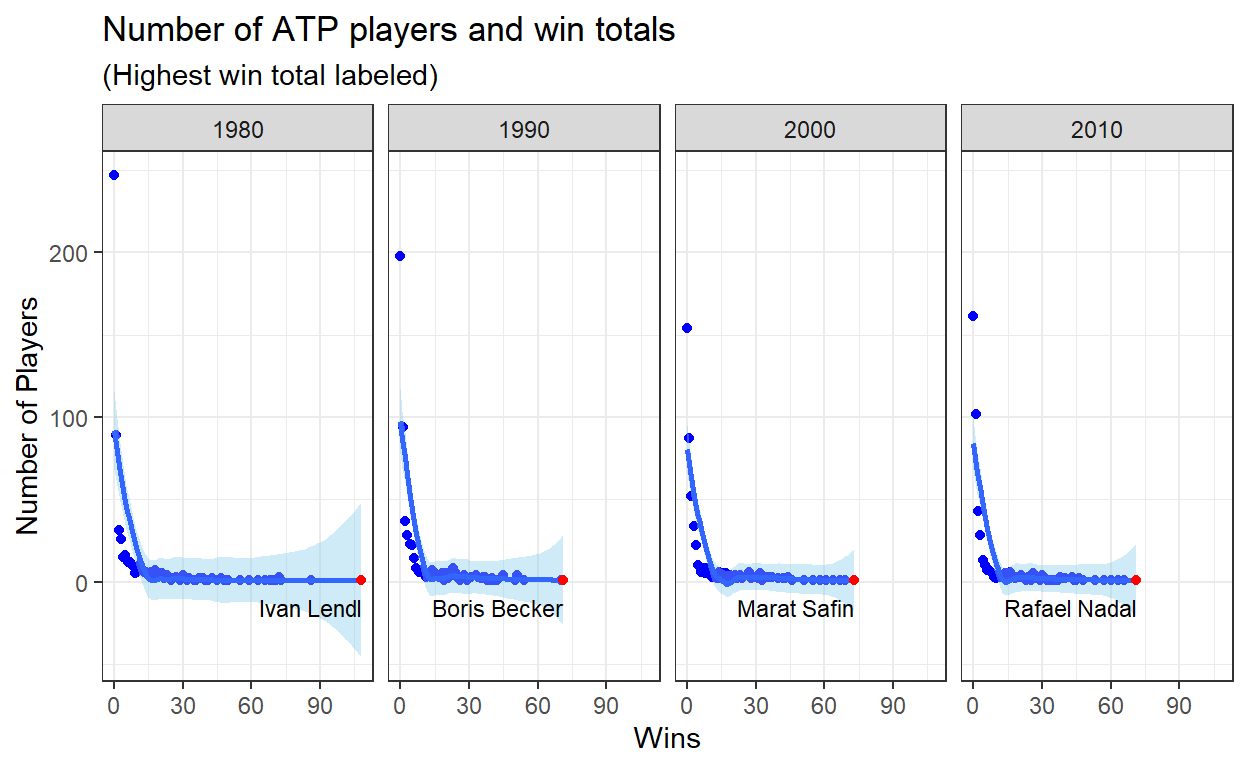 Number of ATP players and win totals
(Highest win total labeled)
1980 1990 2000 2010
200
100
0
Number of Players
Ivan Lendl Boris Becker Marat Safin Rafael Nadal
0 30 60 90 0 30 60 90 0 30 60 90 0 30 60 90
Wins